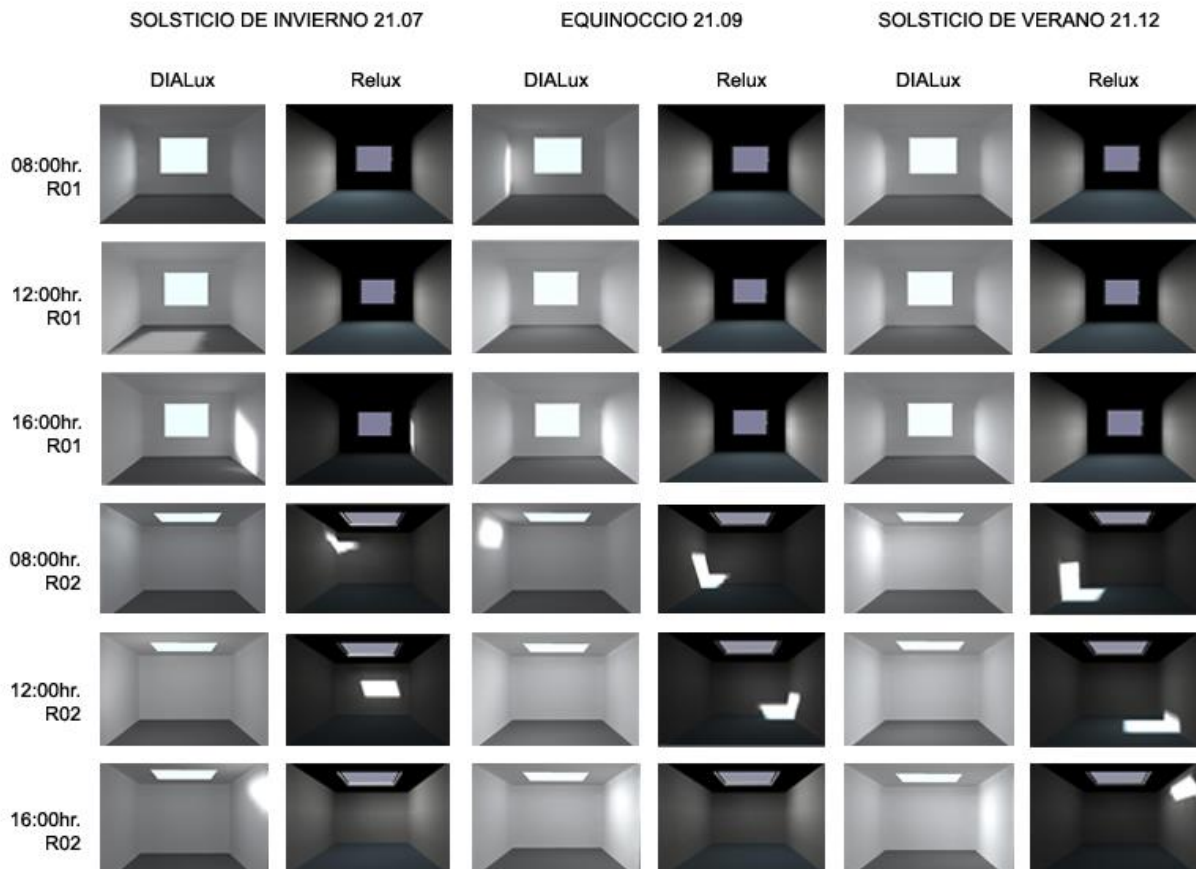 SOLSTICIO DE INVIERNO 21.07 EQUINOCCIO 21.09 SOLSTICIO DE VERANO 21.12
DIALux Relux DIALux Relux DIALux Relux
08:00hr.
R01
12:00hr.
R01
16:00hr.
R01
08:00hr.
R02
12:00hr.
R02
16:00hr.
R02